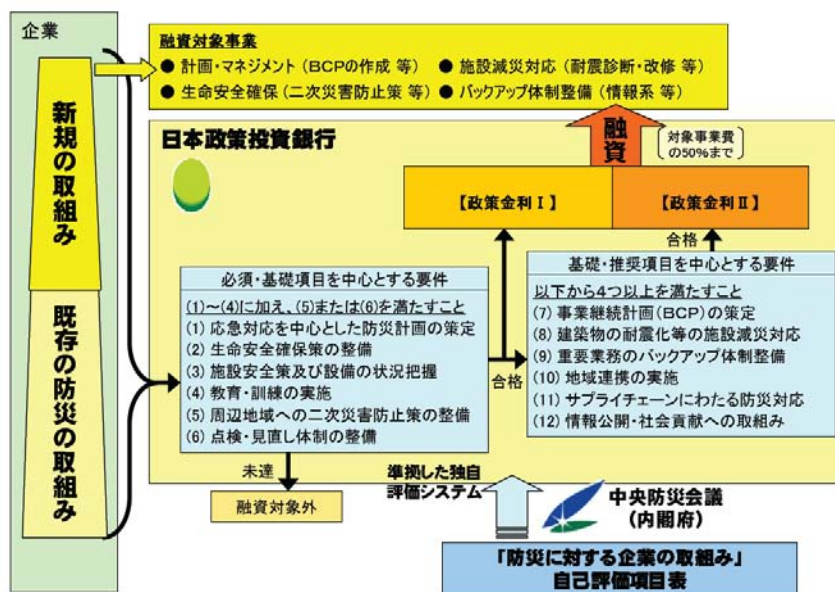 企業
新規の取組み
既存の防災の取組み
融資対象事業
● 計画・マネジメント（BCPの作成 等） ● 施設減災対応（耐震診断・改修 等）
● 生命安全確保（二次災害防止策 等） ● バックアップ体制整備（情報系 等）
日本政策投資銀行
融資
対象事業費
の50%まで
【政策金利Ⅰ】
【政策金利Ⅱ】
合格
必須・基礎項目を中心とする要件
(1)～(4)に加え、(5)または(6)を満たすこと
(1) 応急対応を中心とした防災計画の策定
(2) 生命安全確保策の整備
(3) 施設安全策及び設備の状況把握
(4) 教育・訓練の実施
(5) 周辺地域への二次災害防止策の整備
(6) 点検・見直し体制の整備
合格
基礎・推奨項目を中心とする要件
以下から4つ以上を満たすこと
(7) 事業継続計画(BCP)の策定
(8) 建築物の耐震化等の施設減災対応
(9) 重要業務のバックアップ体制整備
(10) 地域連携の実施
(11) サプライチェーンにわたる防災対応
(12) 情報公開・社会貢献への取組み
未達
融資対象外
準拠した独自
評価システム
中央防災会議
（内閣府）
「防災に対する企業の取組み」
自己評価項目表